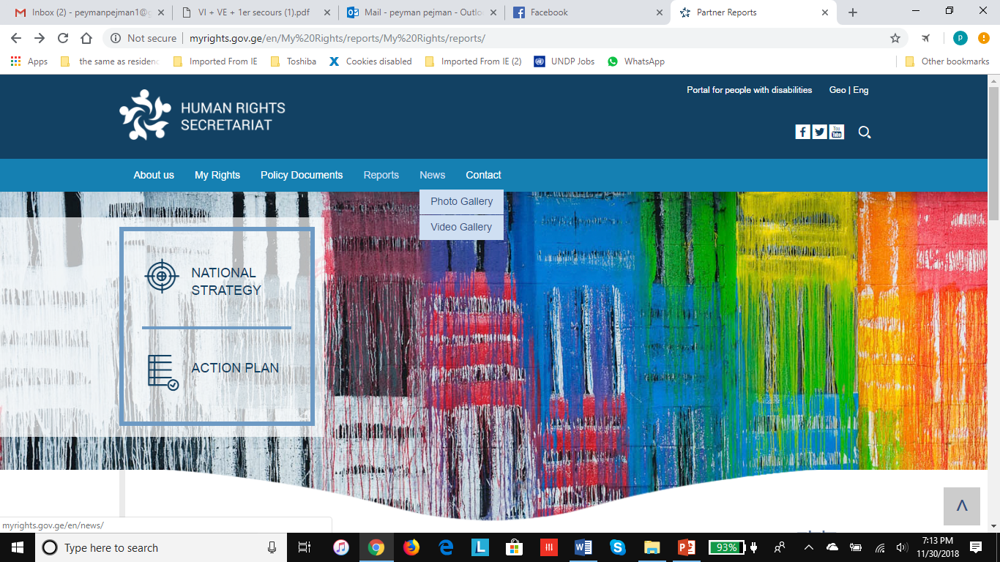 Inbox (2) - peymanpejman1@g
VI + VE + 1er secours (1).pdf
Mail - peyman pejman - Outlo
Facebook
Partner Reports
Not secure | myrights.gov.ge/en/My%20Rights/reports/My%20Rights/reports/
p
Apps
the same as residenc
Imported From IE
Toshiba
Cookies disabled
Imported From IE (2)
UNDP Jobs
WhatsApp
Other bookmarks
Portal for people with disabilities
Geo | Eng
HUMAN RIGHTS
SECRETARIAT
You
Tube
About us
My Rights
Policy Documents
Reports
News
Contact
Photo Gallery
Video Gallery
NATIONAL
STRATEGY
ACTION PLAN
myrights.gov.ge/en/news/
Type here to search
93%
7:13 PM
11/30/2018